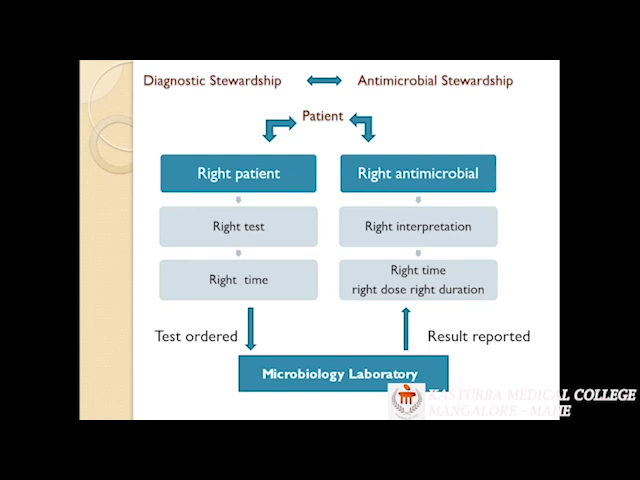 Diagnostic Stewardship
Antimicrobial Stewardship
Patient
Right patient
Right antimicrobial
Right test
Right interpretation
Right time
Right time
right dose right duration
Test ordered
Result reported
Microbiology Laboratory
KASTURBA MEDICAL COLLEGE
MANGALORE - MAHE